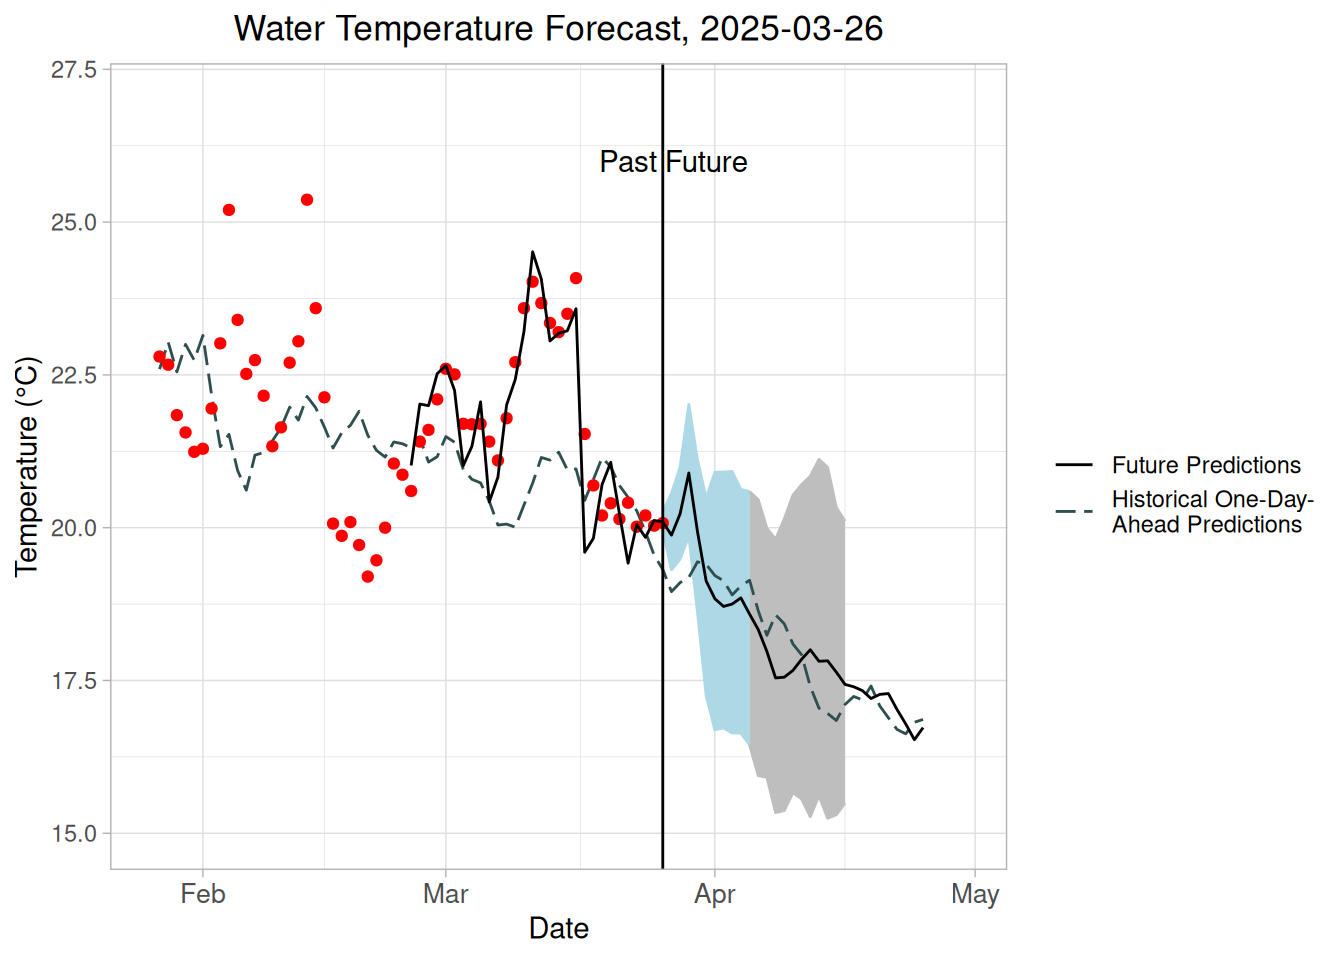 Water Temperature Forecast, 2025-03-26
27.5
25.0
22.5
20.0
17.5
15.0
Temperature (°C)
Past Future
Feb
Mar
Apr
May
Date
Future Predictions
Historical One-Day-
Ahead Predictions